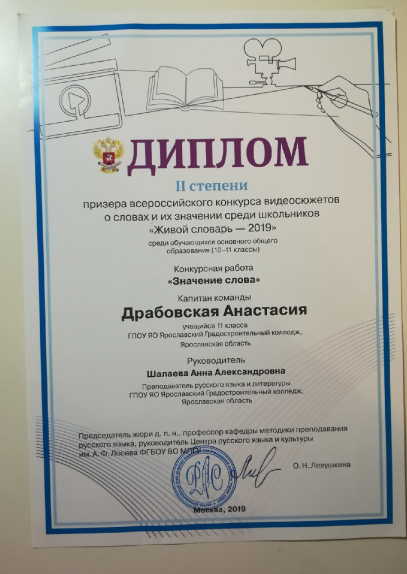 ДИПЛОМ
II степени
призера всероссийского конкурса видеосюжетов
о словах и их значении среди школьников
«Живой словарь — 2019»
среди обучающихся основного общего
образования (10–11 классы)
Конкурсная работа
«Значение слова»
Капитан команды
Драбовская Анастасия
учащийся 11 класса
ГПОУ ЯО Ярославский Градостроительный колледж,
Ярославская область
Руководитель
Шалаева Анна Александровна
Преподаватель русского языка и литературы
ГПОУ ЯО Ярославский Градостроительный колледж,
Ярославская область
Председатель жюри д. п. н., профессор кафедры методики преподавания
русского языка, руководитель Центра русского языка и культуры
им. А. Ф. Лосева ФГБОУ ВО МПГУ
О. Н. Левушкина
Москва, 2019